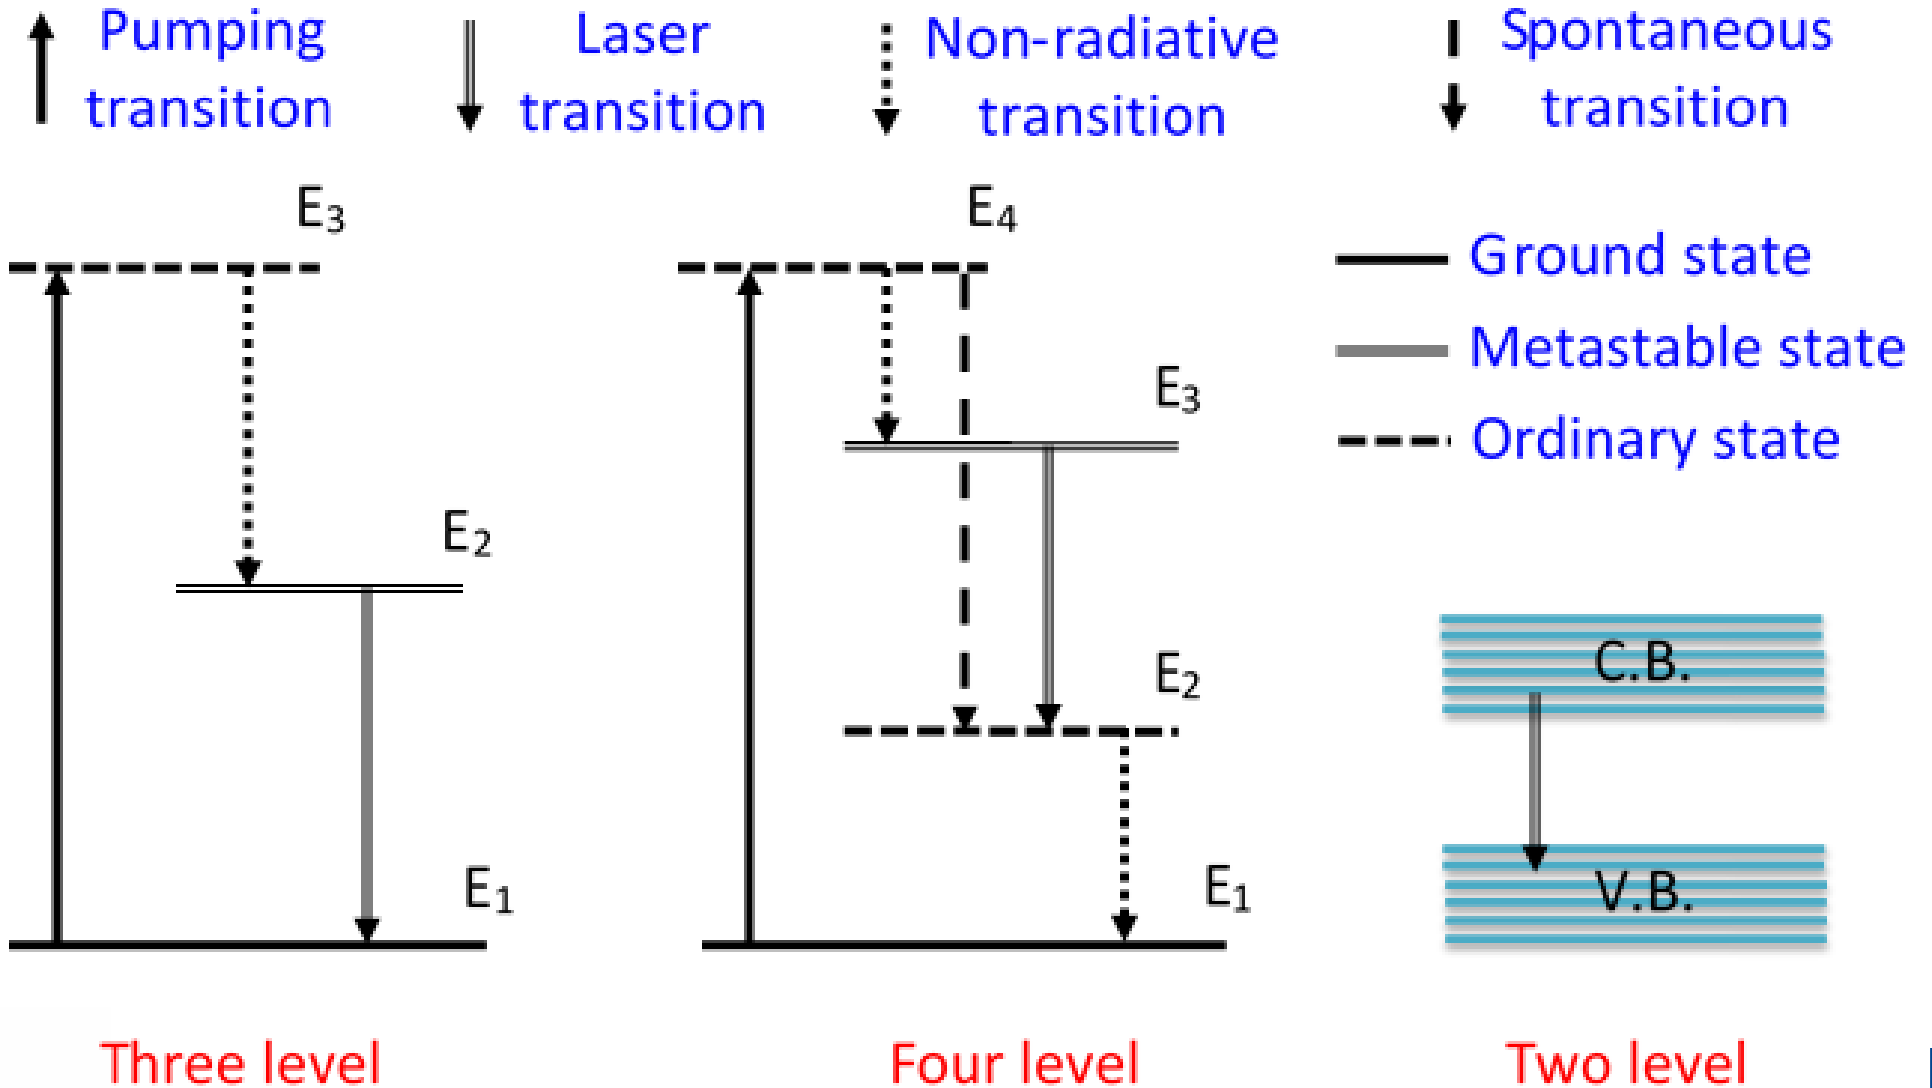 Pumping
transition
Laser
transition
Non-radiative
transition
Spontaneous
transition
E3
E2
E1
Three level
E4
E3
E2
E1
Four level
Ground state
Metastable state
Ordinary state
C.B.
V.B.
Two level